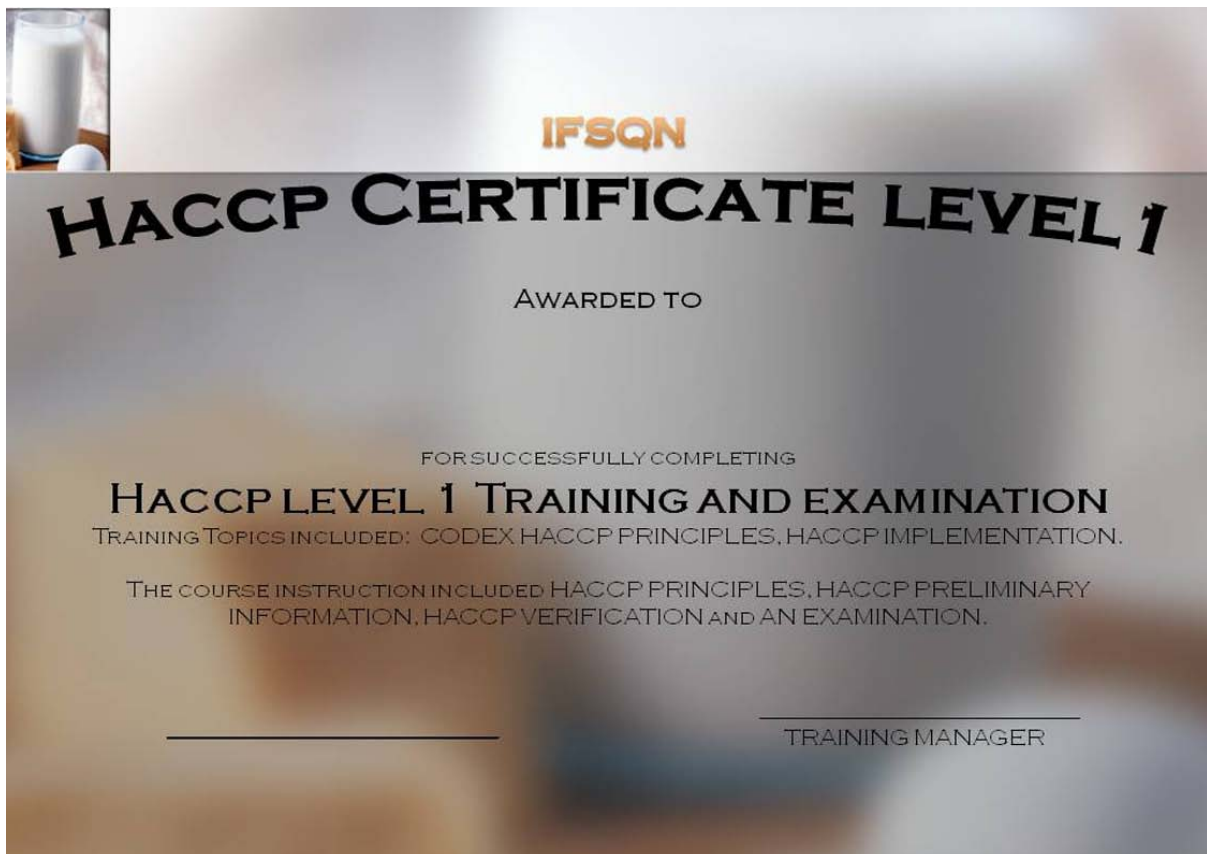 IFSQN
HACCP CERTIFICATE LEVEL 1
AWARDED TO
FOR SUCCESSFULLY COMPLETING
HACCP LEVEL 1 TRAINING AND EXAMINATION
TRAINING TOPICS INCLUDED: CODEX HACCP PRINCIPLES, HACCP IMPLEMENTATION.
THE COURSE INSTRUCTION INCLUDED HACCP PRINCIPLES, HACCP PRELIMINARY
INFORMATION, HACCP VERIFICATION AND AN EXAMINATION.
TRAINING MANAGER